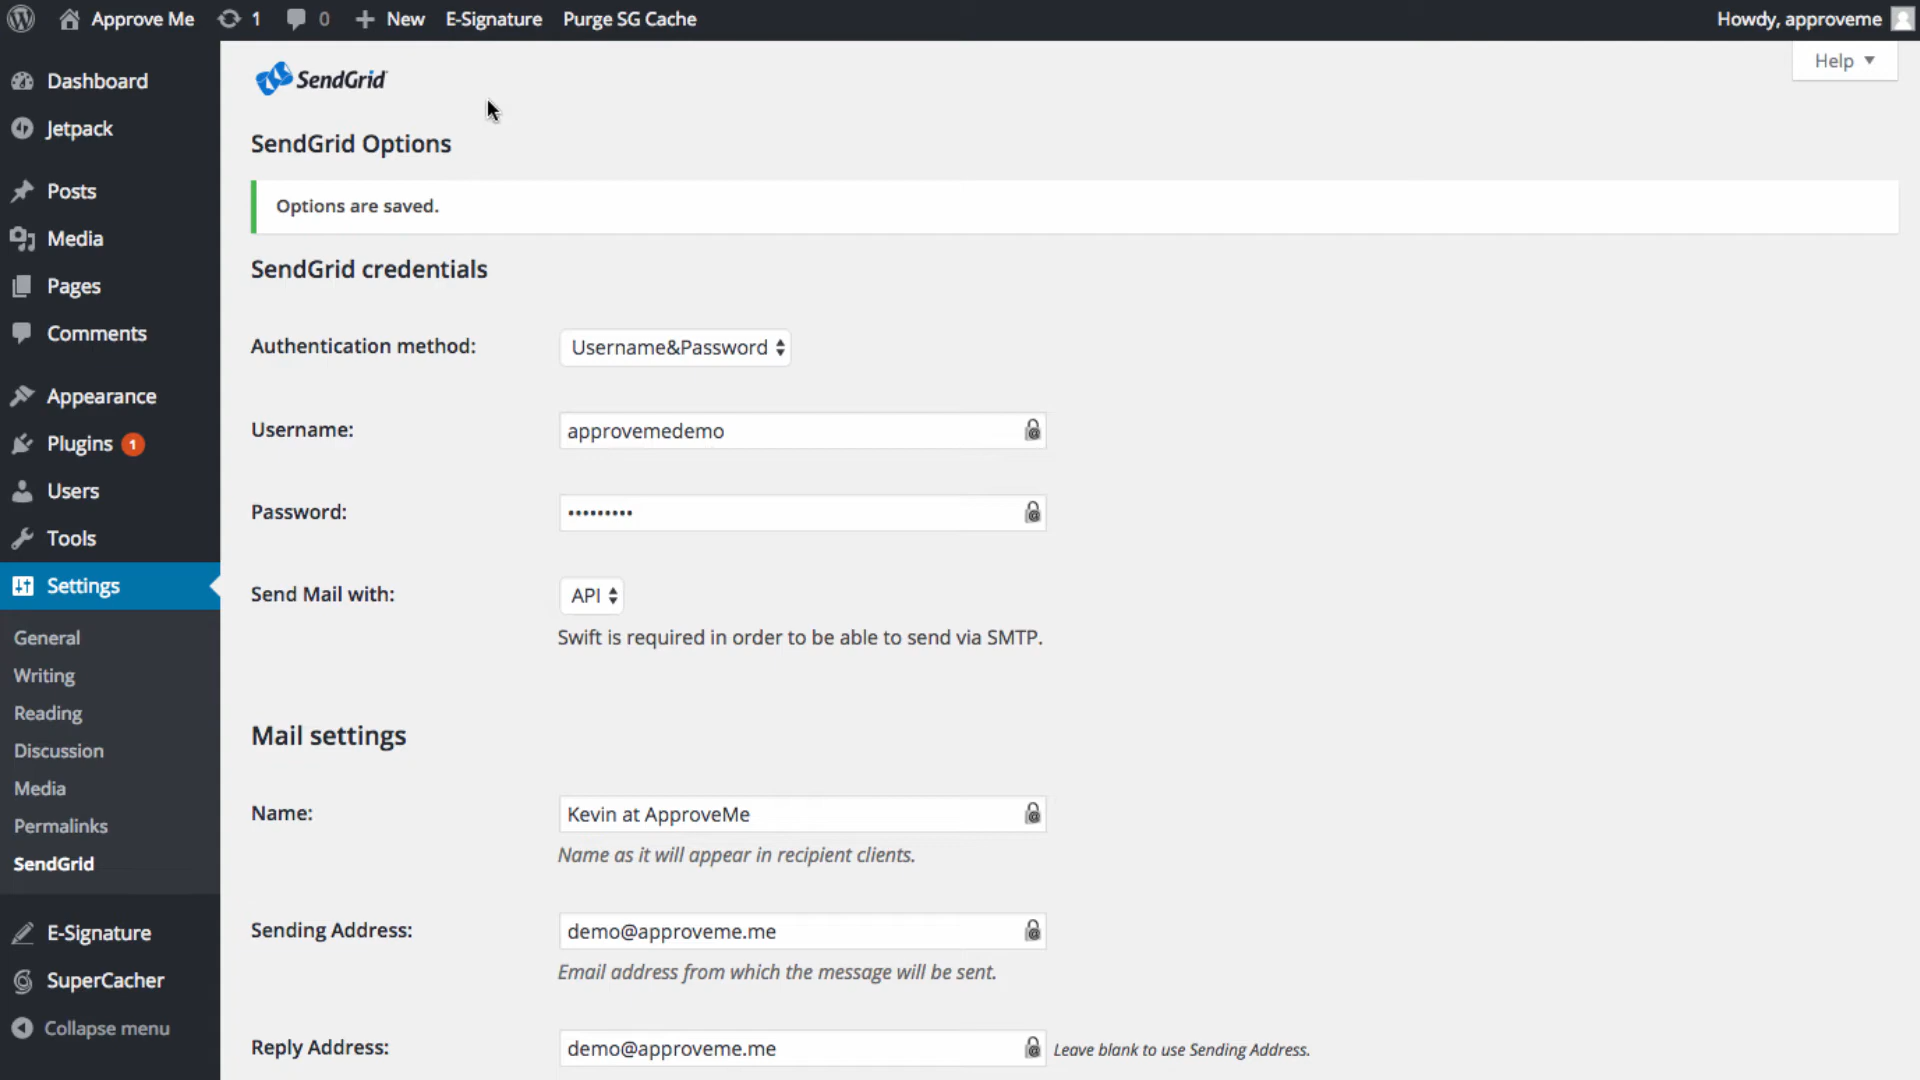 Approve Me 1 0 New E-Signature Purge SG Cache Howdy, approveme
Help
SendGrid
Dashboard
Jetpack
Posts
Media
Pages
Comments
Appearance
Plugins 1
Users
Tools
Settings
General
Writing
Reading
Discussion
Media
Permalinks
SendGrid
E-Signature
SuperCacher
Collapse menu
SendGrid Options
Options are saved.
SendGrid credentials
Authentication method: Username&Password
Username: approvemedemo
Password: •••••••••
Send Mail with: API
Swift is required in order to be able to send via SMTP.
Mail settings
Name: Kevin at ApproveMe
Name as it will appear in recipient clients.
Sending Address: demo@approveme.me
Email address from which the message will be sent.
Reply Address: demo@approveme.me Leave blank to use Sending Address.